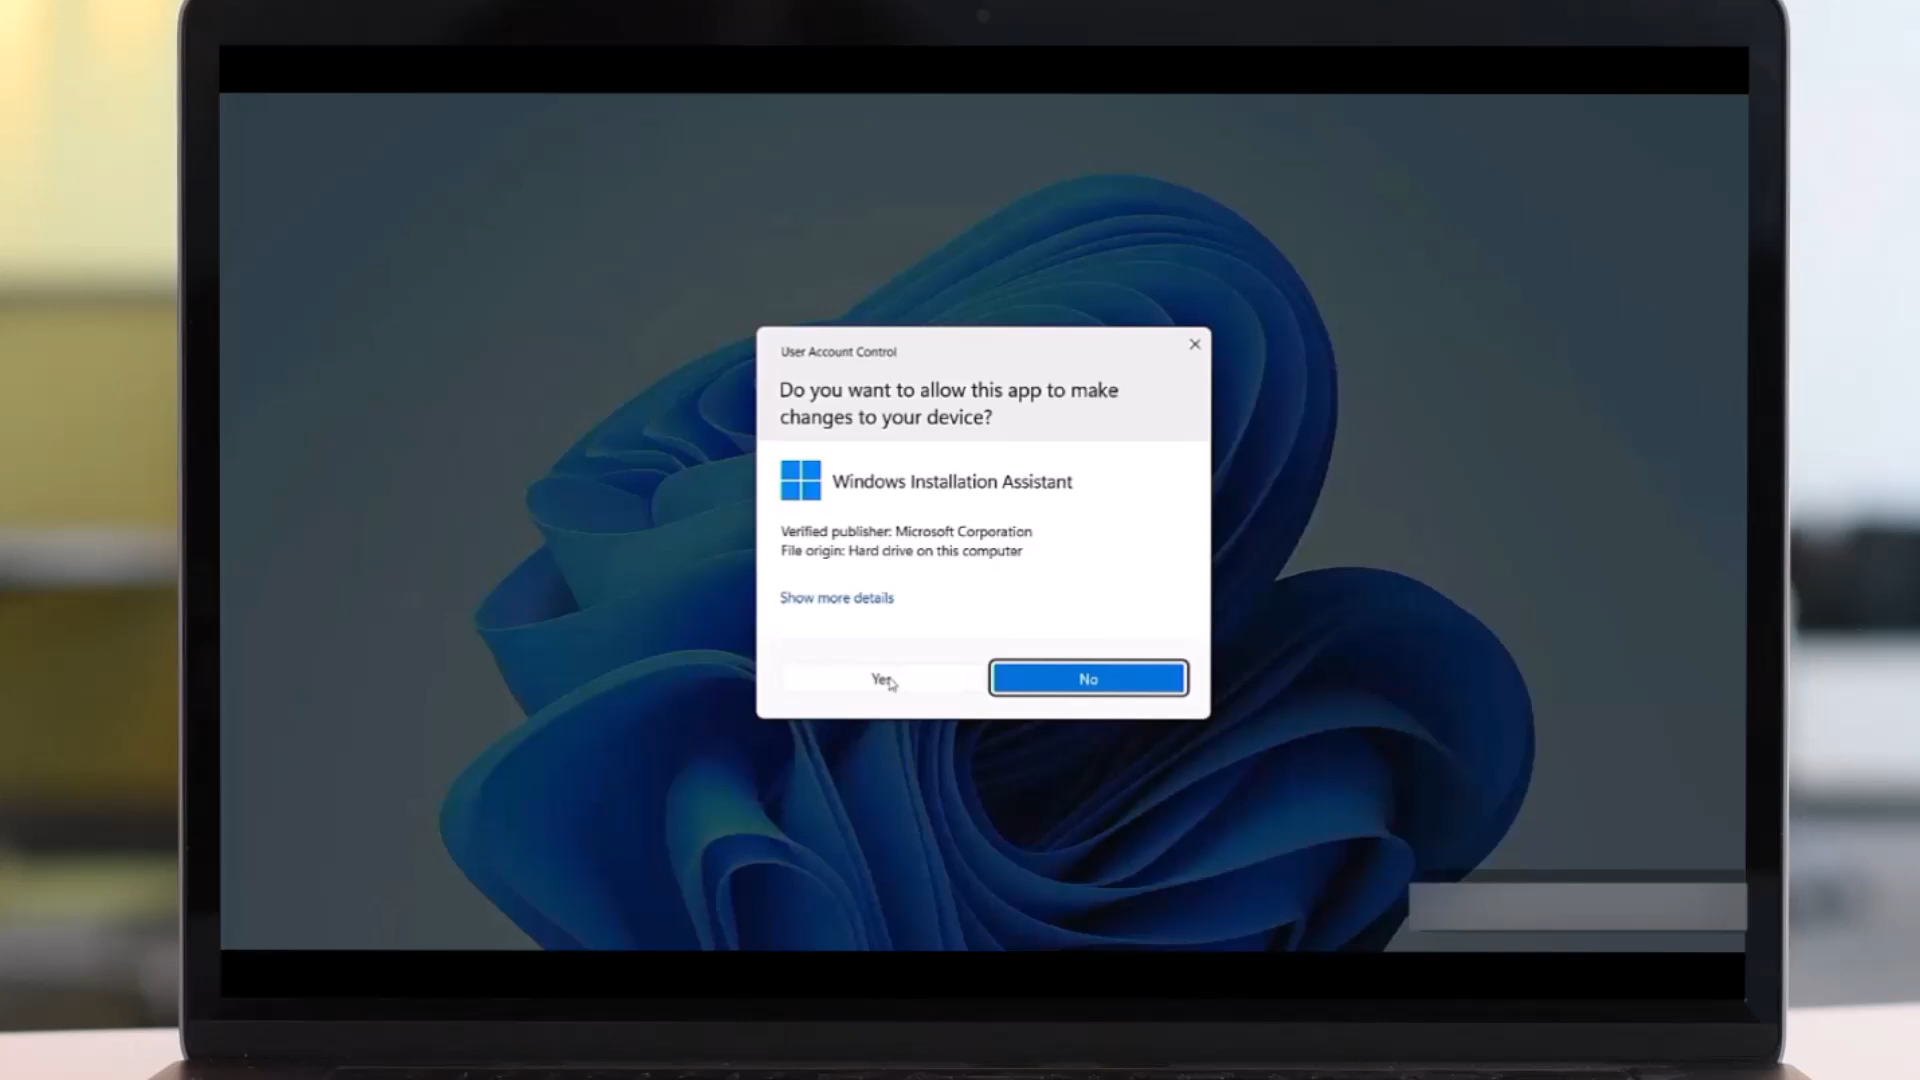 User Account Control
Do you want to allow this app to make
changes to your device?
Windows Installation Assistant
Verified publisher: Microsoft Corporation
File origin: Hard drive on this computer
Show more details
Yes
No